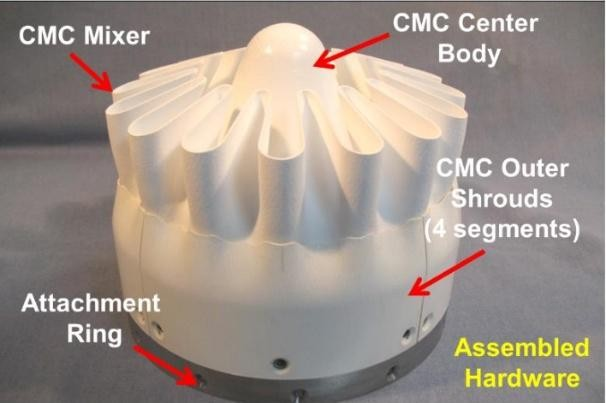 CMC Mixer
CMC Center
Body
CMC Outer
Shrouds
(4 segments)
Attachment
Ring
Assembled
Hardware